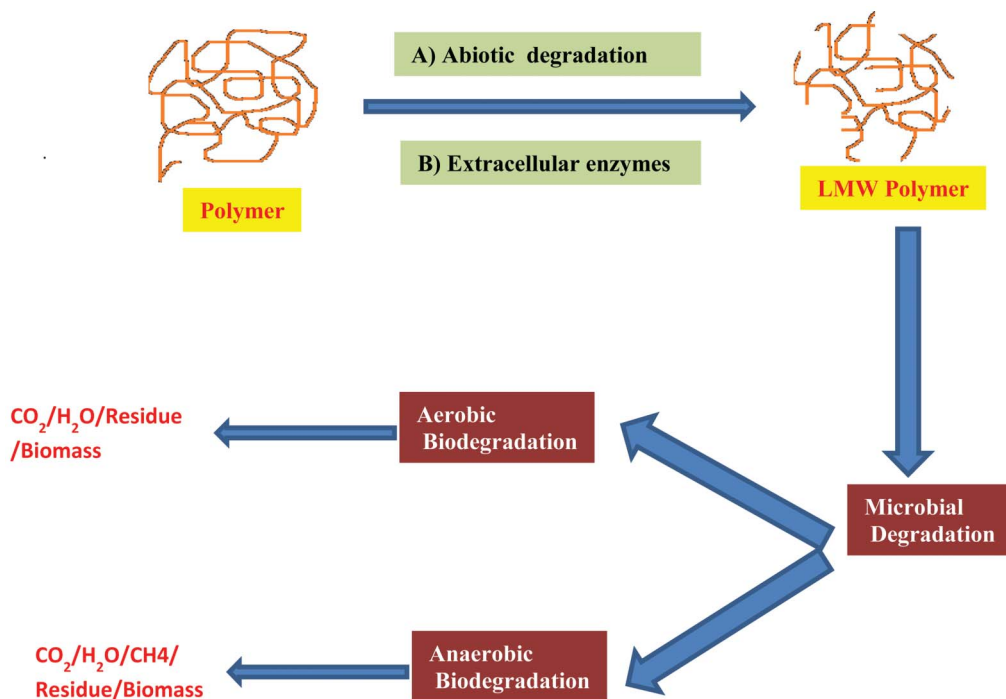 A) Abiotic degradation
B) Extracellular enzymes
Polymer
LMW Polymer
CO₂/H₂O/Residue
/Biomass
Aerobic
Biodegradation
Microbial
Degradation
CO₂/H₂O/CH4/
Residue/Biomass
Anaerobic
Biodegradation